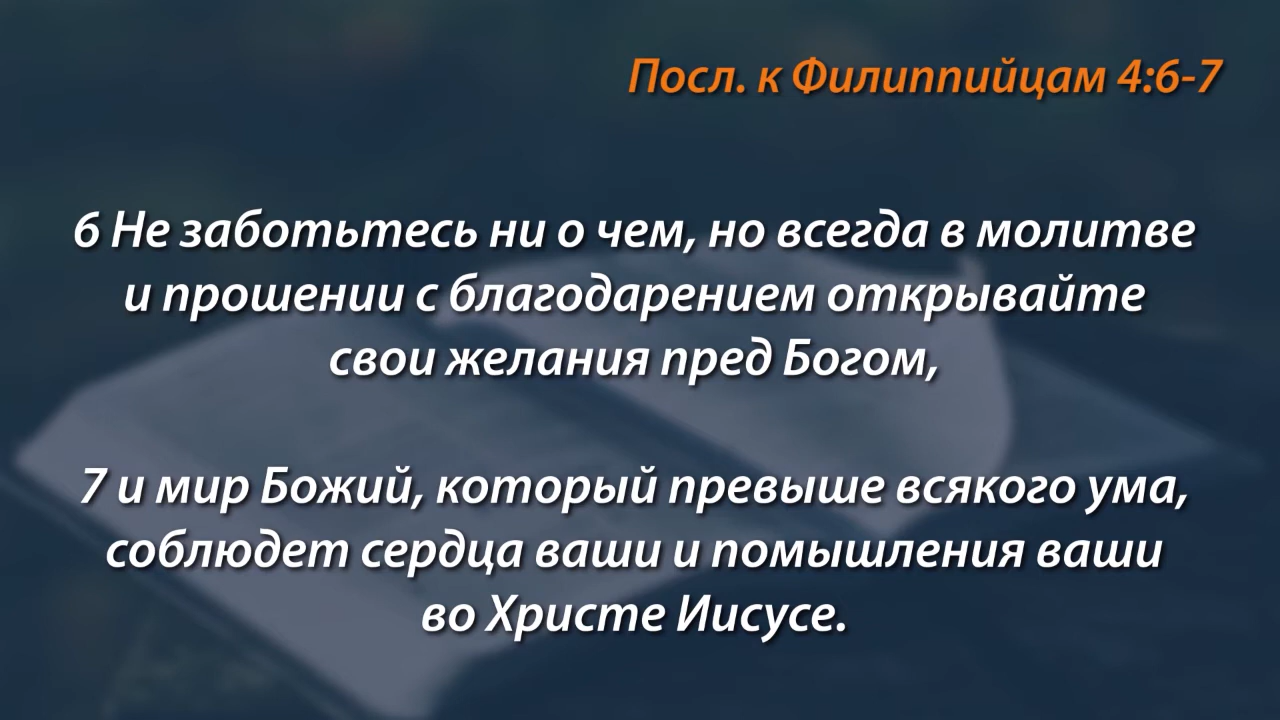 Посл. к Филиппийцам 4:6-7
6 Не заботьтесь ни о чем, но всегда в молитве
и прошении с благодарением открывайте
свои желания пред Богом,
7 и мир Божий, который превыше всякого ума,
соблюдет сердца ваши и помышления ваши
во Христе Иисусе.